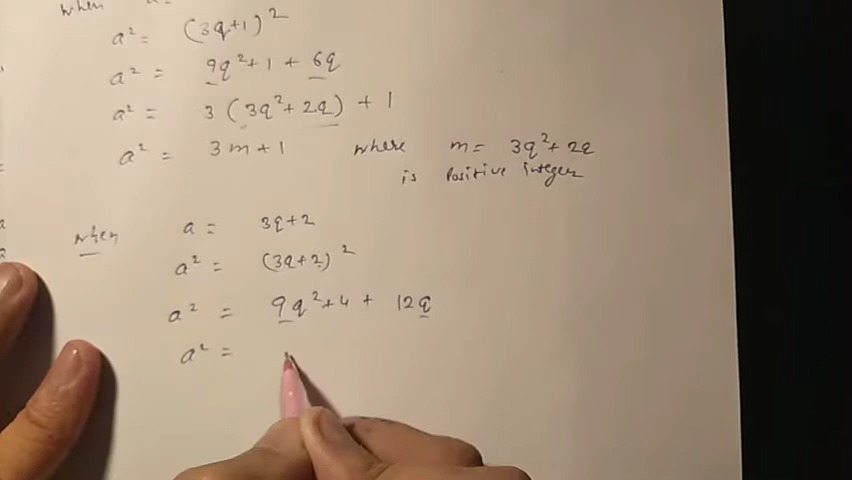 when a =
a² = (3q+1)²
a² = 9q²+1 + 6q
a² = 3 (3q²+2q) + 1
a² = 3m+1 where m = 3q²+2q
is Positive integer
when a = 3q+2
a² = (3q+2)²
a² = 9q²+4 + 12q
a² =